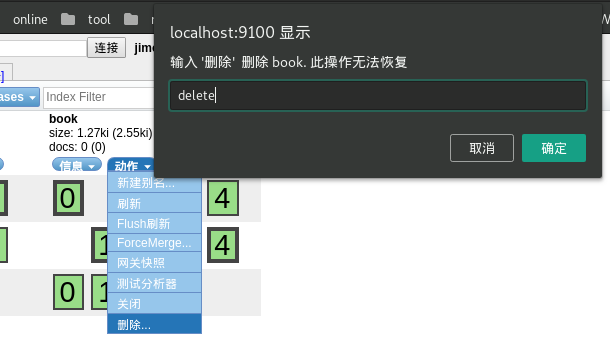 online tool
连接 jim
]
ases Index Filter
localhost:9100 显示
输入 '删除' 删除 book. 此操作无法恢复
delete
取消 确定
book
size: 1.27ki (2.55ki)
docs: 0 (0)
信息 动作
新建别名...
刷新
Flush刷新
ForceMerge...
网关快照
测试分析器
关闭
删除...
0 4
1 4
0 1